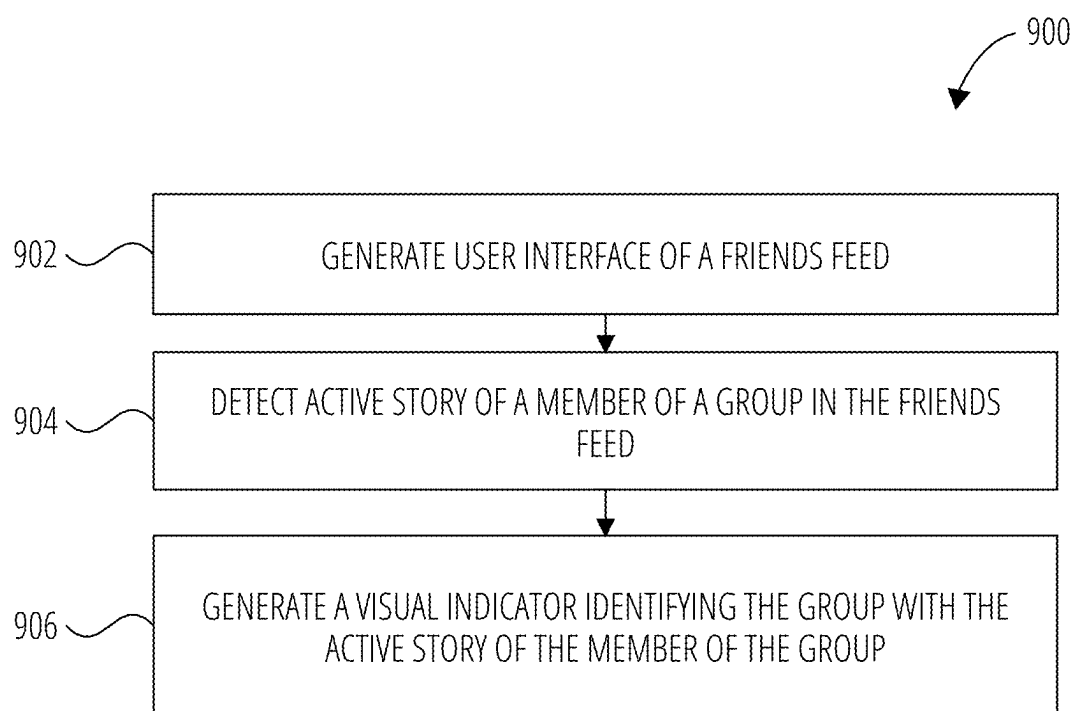 900
902
GENERATE USER INTERFACE OF A FRIENDS FEED
904
DETECT ACTIVE STORY OF A MEMBER OF A GROUP IN THE FRIENDS
FEED
906
GENERATE A VISUAL INDICATOR IDENTIFYING THE GROUP WITH THE
ACTIVE STORY OF THE MEMBER OF THE GROUP